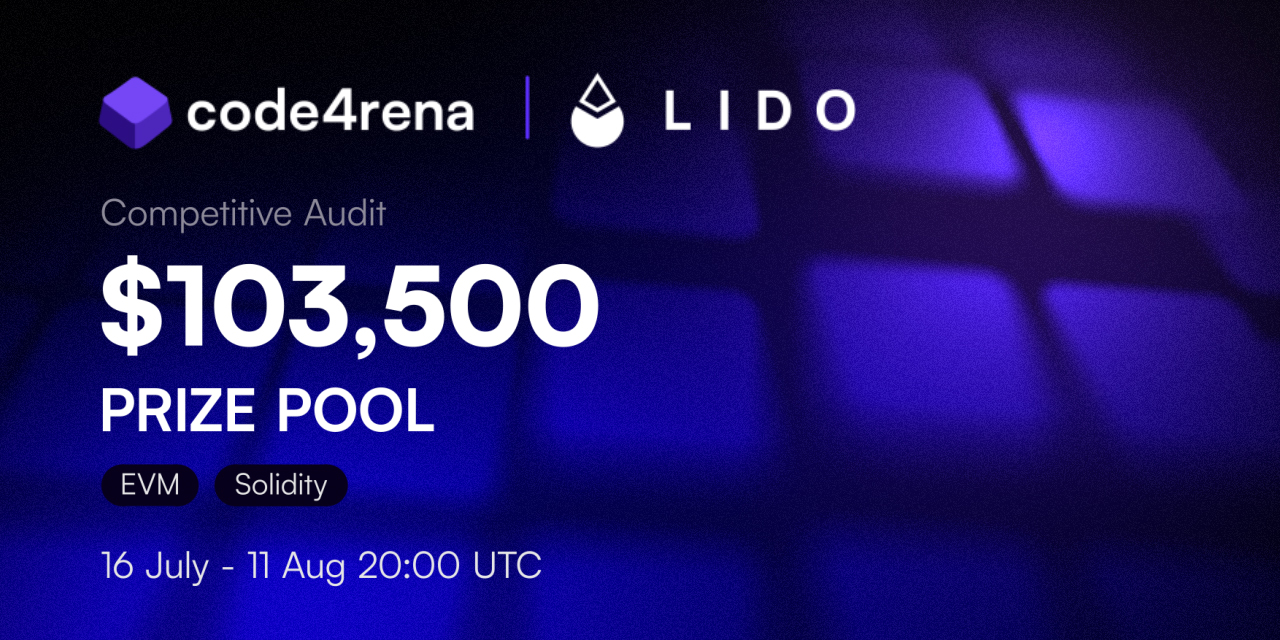 code4rena | LIDO
Competitive Audit
$103,500
PRIZE POOL
EVM Solidity
16 July - 11 Aug 20:00 UTC